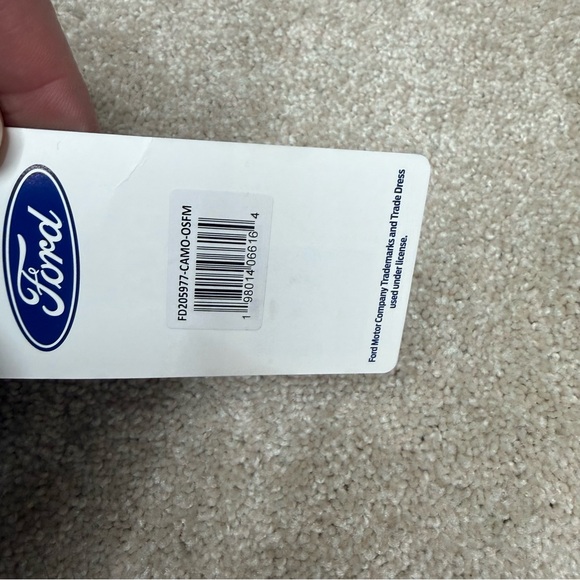 Ford
FD205977-CAMO-OSFM
1 98014 06616 4
Ford Motor Company Trademarks and Trade Dress
used under license.